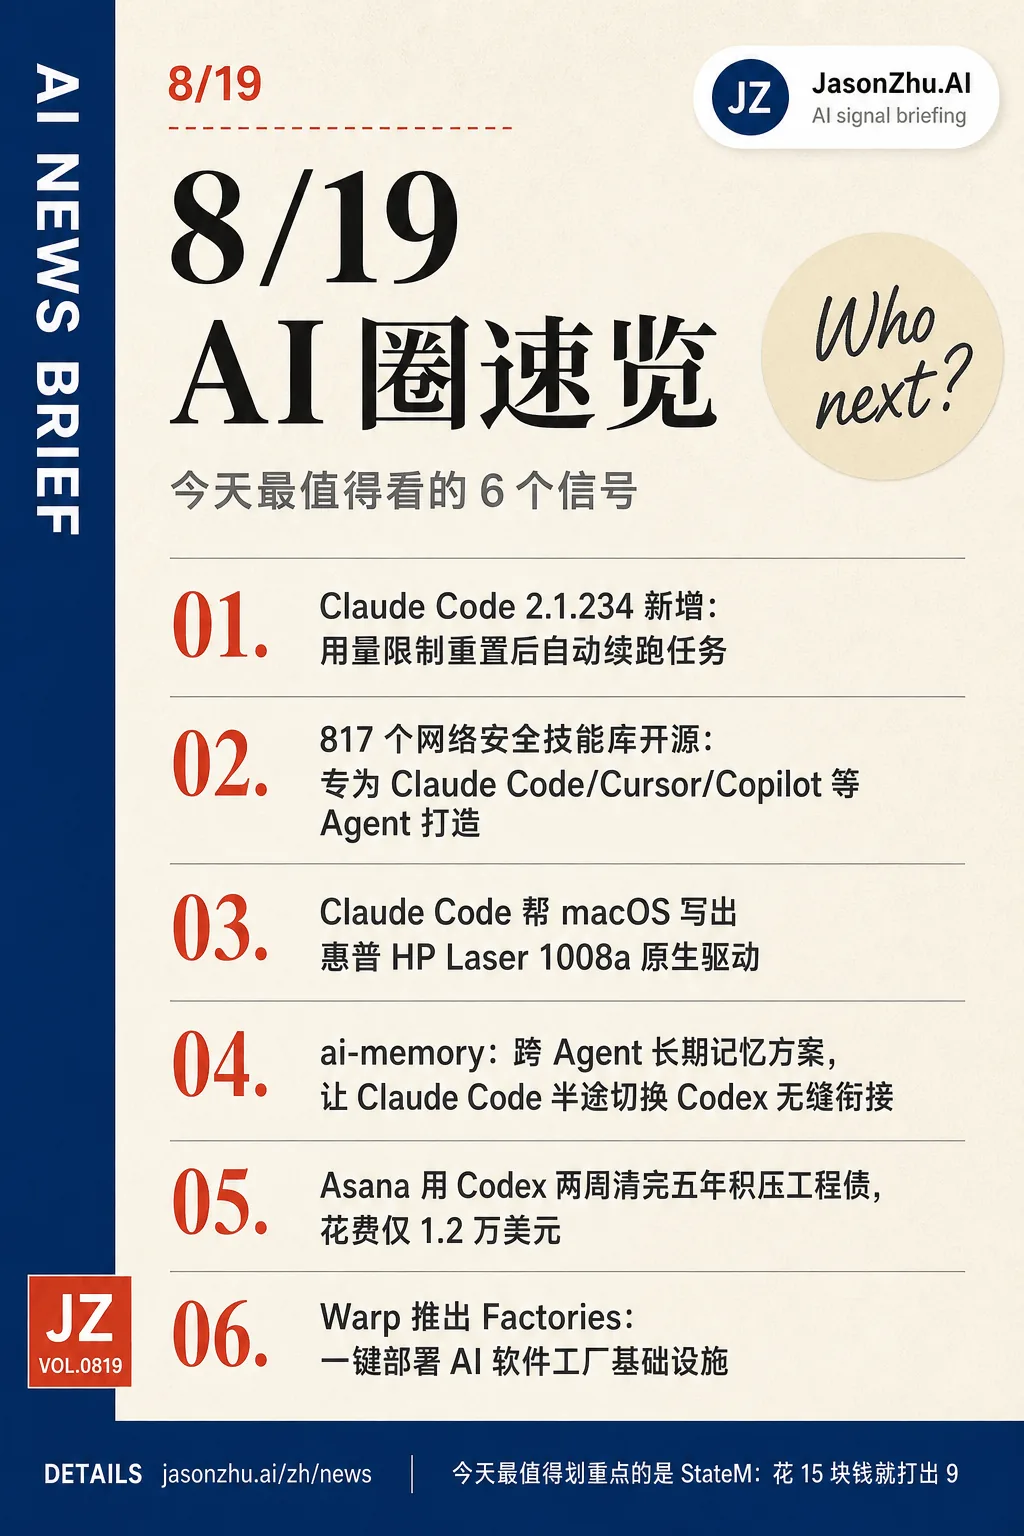 AI NEWS BRIEF
8/19
JZ
JasonZhu.AI
AI signal briefing
8/19
AI 圈速览
Who
next?
今天最值得看的 6 个信号
01.
Claude Code 2.1.234 新增：
用量限制重置后自动续跑任务
02.
817 个网络安全技能库开源：
专为 Claude Code/Cursor/Copilot 等
Agent 打造
03.
Claude Code 帮 macOS 写出
惠普 HP Laser 1008a 原生驱动
04.
ai-memory：跨 Agent 长期记忆方案，
让 Claude Code 半途切换 Codex 无缝衔接
05.
Asana 用 Codex 两周清完五年积压工程债，
花费仅 1.2 万美元
06.
Warp 推出 Factories：
一键部署 AI 软件工厂基础设施
JZ
VOL.0819
DETAILS jasonzhu.ai/zh/news
今天最值得划重点的是 StateM：花 15 块钱就打出 9